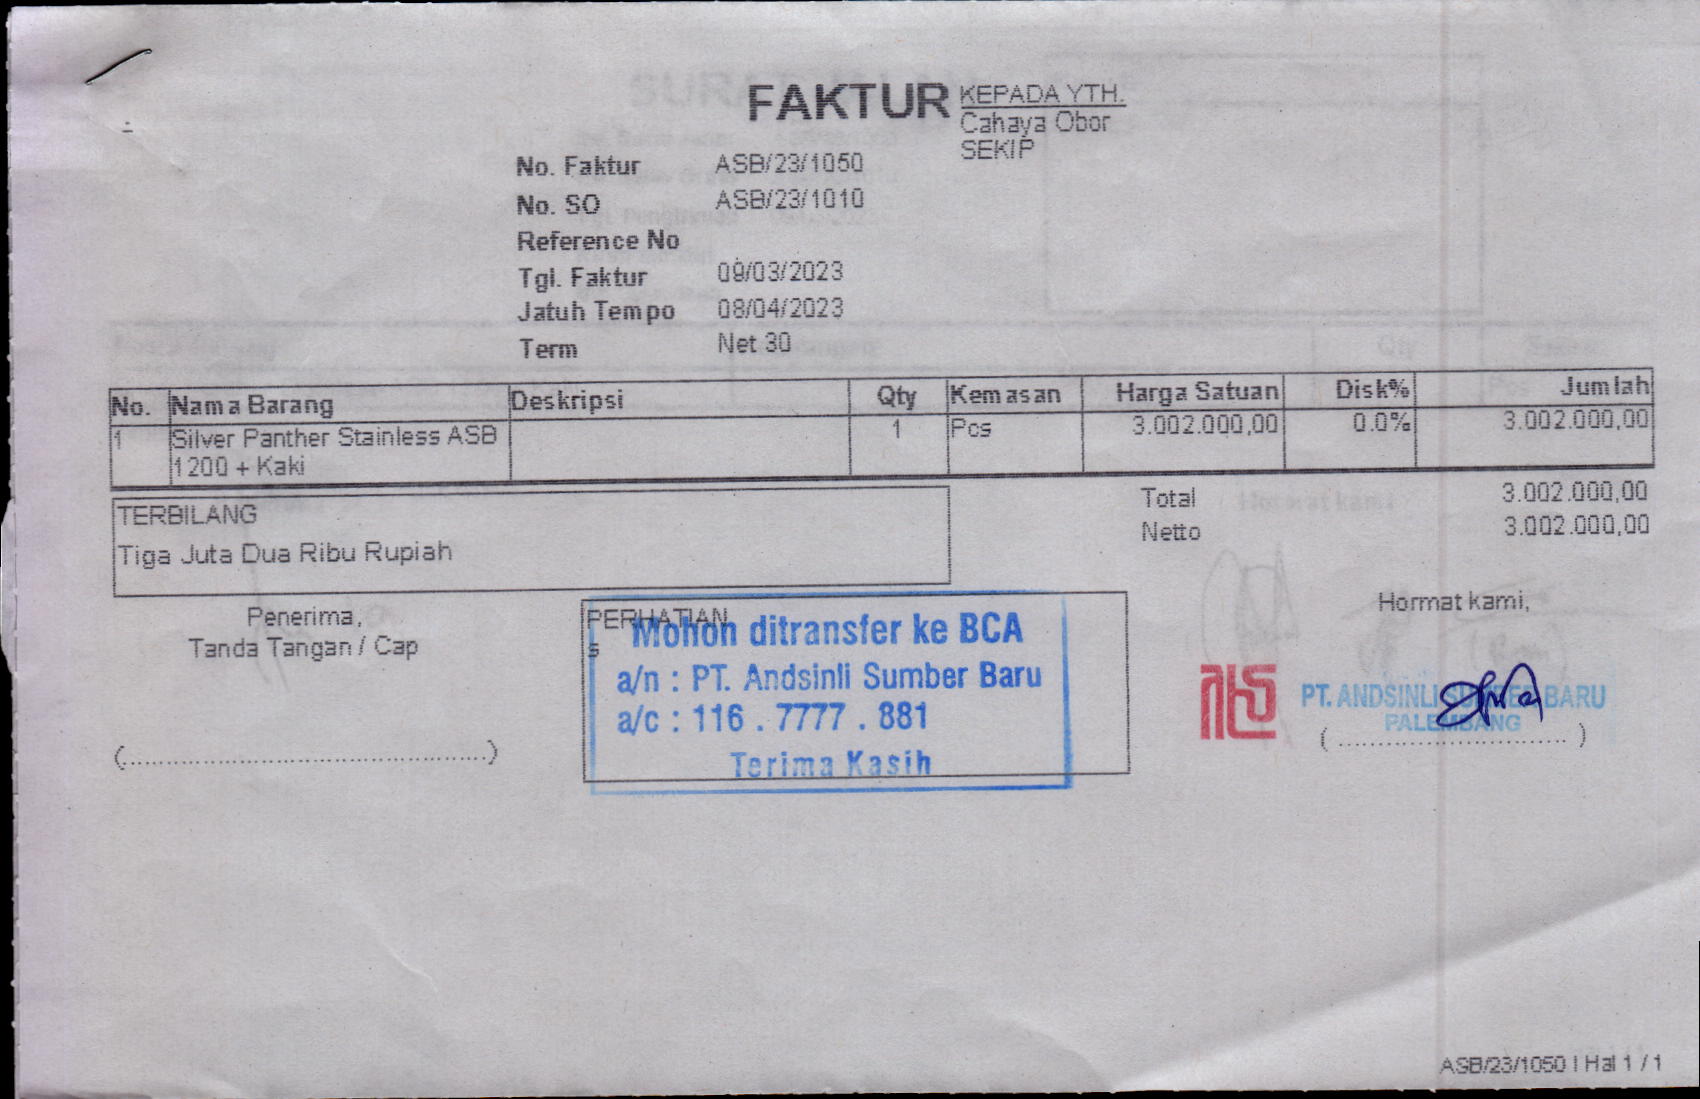 FAKTUR
KEPADA YTH.
Cahaya Obor
SEKIP
No. Faktur ASB/23/1050
No. SO ASB/23/1010
Reference No
Tgl. Faktur 09/03/2023
Jatuh Tempo 08/04/2023
Term Net 30
No. Nama Barang Deskripsi Qty Kemasan Harga Satuan Disk% Jumlah
1 Silver Panther Stainless ASB 1 Pcs 3.002.000,00 0.0% 3.002.000,00
1200 + Kaki
Total 3.002.000,00
Netto 3.002.000,00
TERBILANG
Tiga Juta Dua Ribu Rupiah
Penerima,
Tanda Tangan / Cap
(................................................)
PERHATIAN
s
Mohon ditransfer ke BCA
a/n : PT. Andsinli Sumber Baru
a/c : 116 . 7777 . 881
Terima Kasih
Hormat kami,
PT. ANDSINLI SUMBER BARU
PALEMBANG
( .............................. )
ASB/23/1050 | Hal 1 / 1